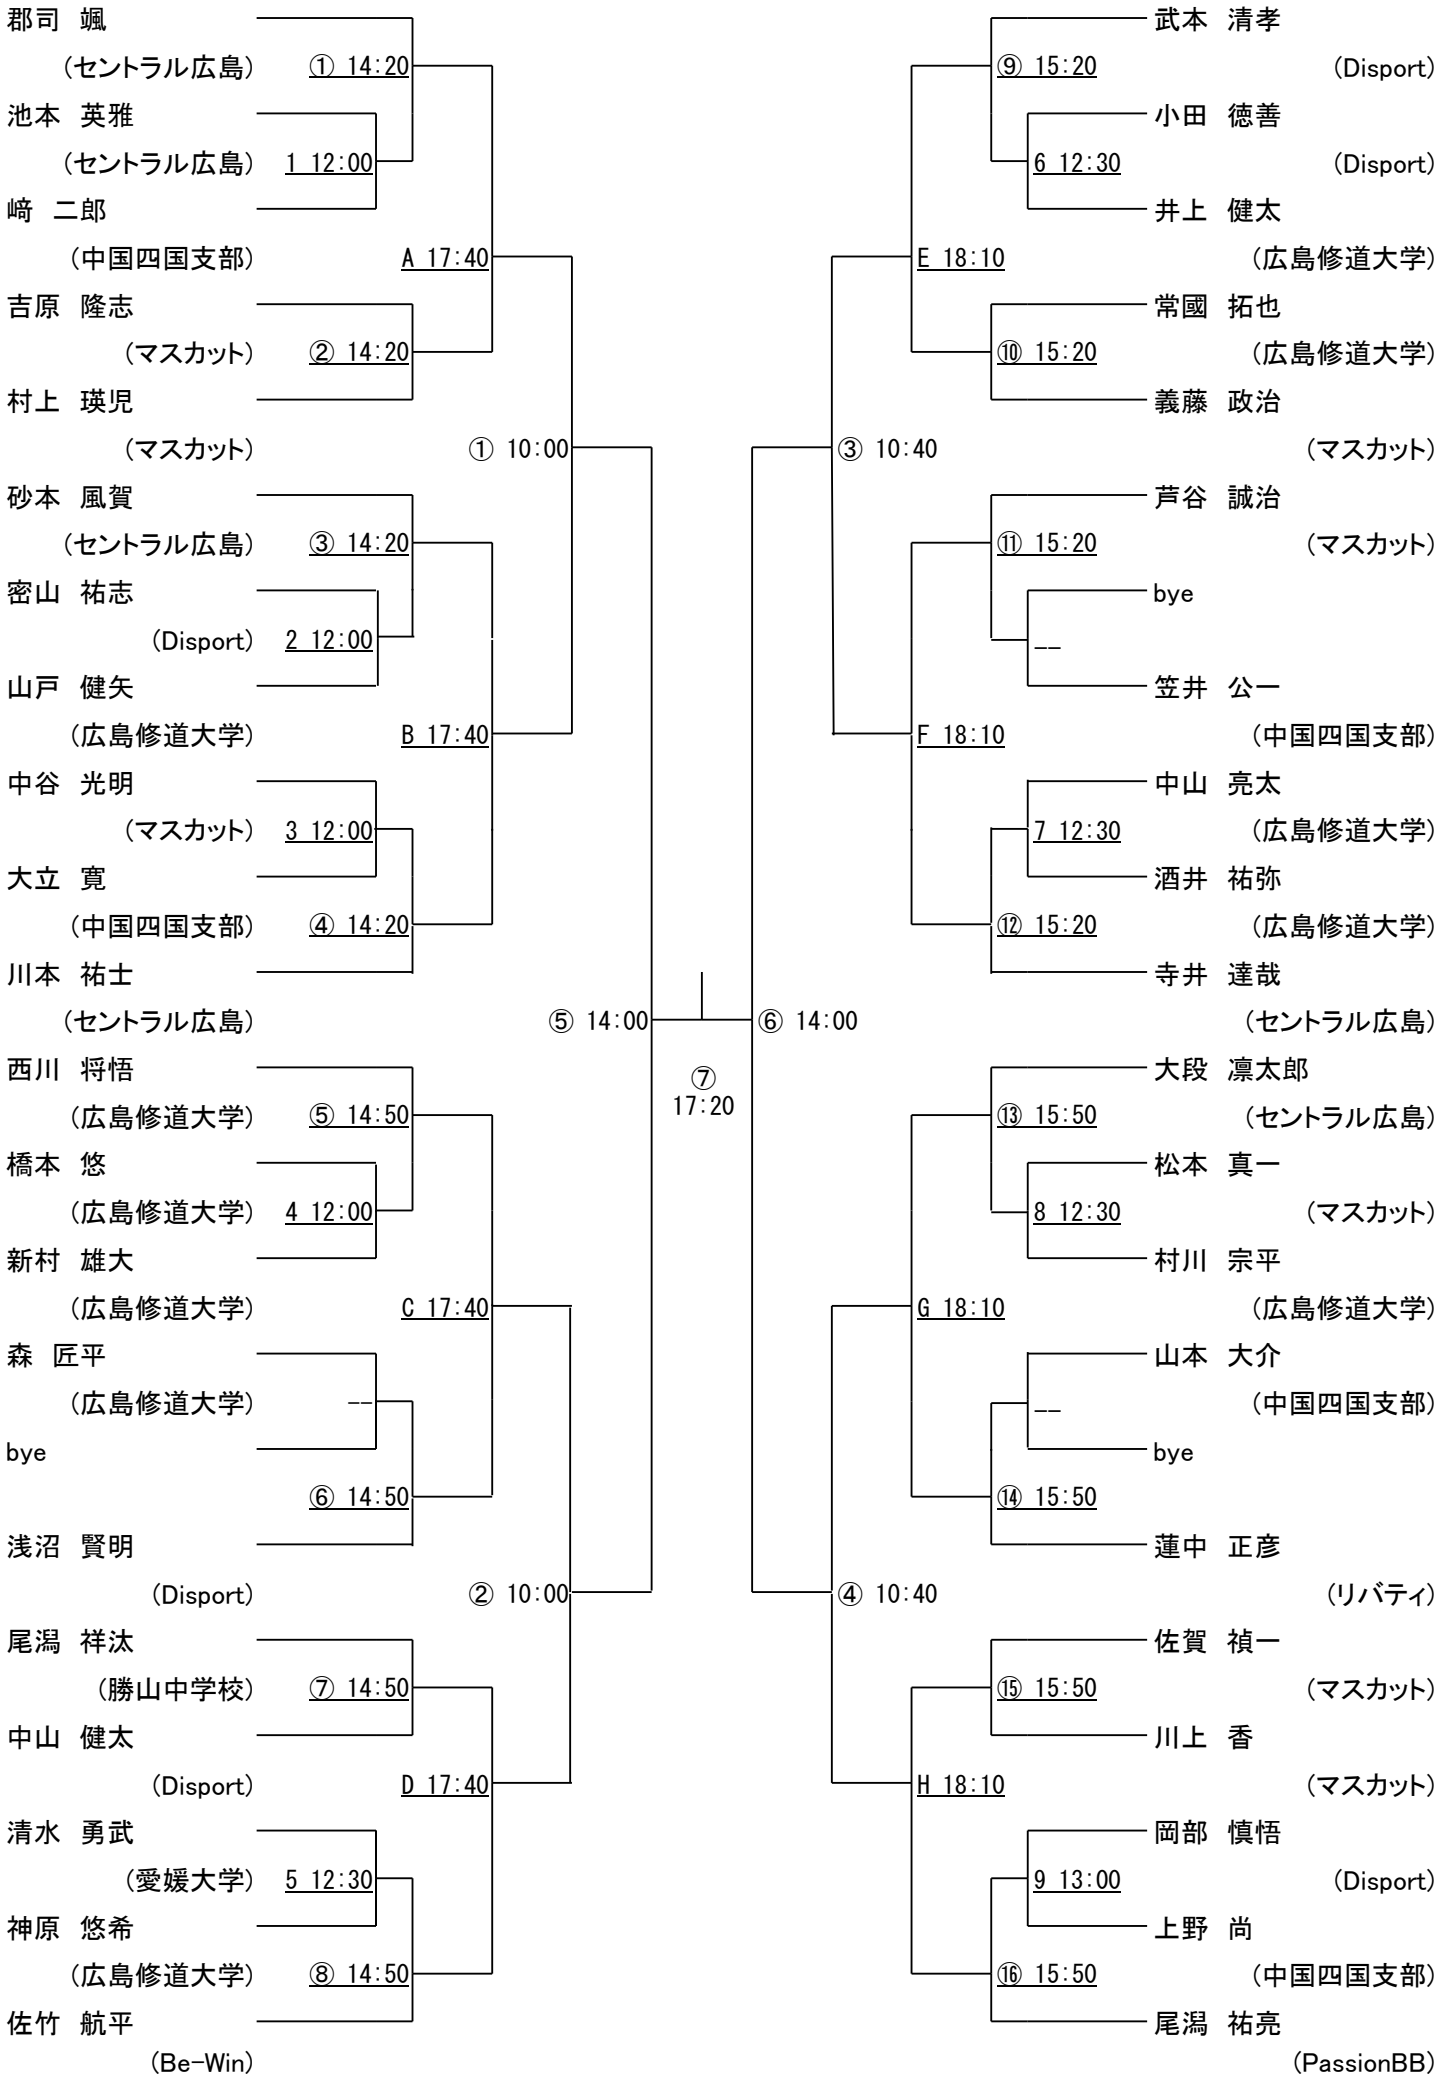 郡司　颯
(セントラル広島)　① 14:20
池本　英雅
(セントラル広島)　1 12:00
﨑　二郎
(中国四国支部)　A 17:40
吉原　隆志
(マスカット)　② 14:20
村上　瑛児
(マスカット)　① 10:00
砂本　風賀
(セントラル広島)　③ 14:20
密山　祐志
(Disport)　2 12:00
山戸　健矢
(広島修道大学)　B 17:40
中谷　光明
(マスカット)　3 12:00
大立　寛
(中国四国支部)　④ 14:20
川本　祐士
(セントラル広島)　⑤ 14:00
西川　将悟
(広島修道大学)　⑤ 14:50
橋本　悠
(広島修道大学)　4 12:00
新村　雄大
(広島修道大学)　C 17:40
森　匠平
(広島修道大学)　--
bye
⑥ 14:50
浅沼　賢明
(Disport)　② 10:00
尾潟　祥汰
(勝山中学校)　⑦ 14:50
中山　健太
(Disport)　D 17:40
清水　勇武
(愛媛大学)　5 12:30
神原　悠希
(広島修道大学)　⑧ 14:50
佐竹　航平
(Be-Win)
⑦
17:20
武本　清孝
⑨ 15:20　(Disport)
小田　徳善
6 12:30　(Disport)
井上　健太
E 18:10　(広島修道大学)
常國　拓也
⑩ 15:20　(広島修道大学)
義藤　政治
③ 10:40　(マスカット)
芦谷　誠治
⑪ 15:20　(マスカット)
bye
--
笠井　公一
F 18:10　(中国四国支部)
中山　亮太
7 12:30　(広島修道大学)
酒井　祐弥
⑫ 15:20　(広島修道大学)
寺井　達哉
⑥ 14:00　(セントラル広島)
大段　凛太郎
⑬ 15:50　(セントラル広島)
松本　真一
8 12:30　(マスカット)
村川　宗平
G 18:10　(広島修道大学)
山本　大介
--　(中国四国支部)
bye
⑭ 15:50
蓮中　正彦
④ 10:40　(リバティ)
佐賀　禎一
⑮ 15:50　(マスカット)
川上　香
H 18:10　(マスカット)
岡部　慎悟
9 13:00　(Disport)
上野　尚
⑯ 15:50　(中国四国支部)
尾潟　祐亮
(PassionBB)